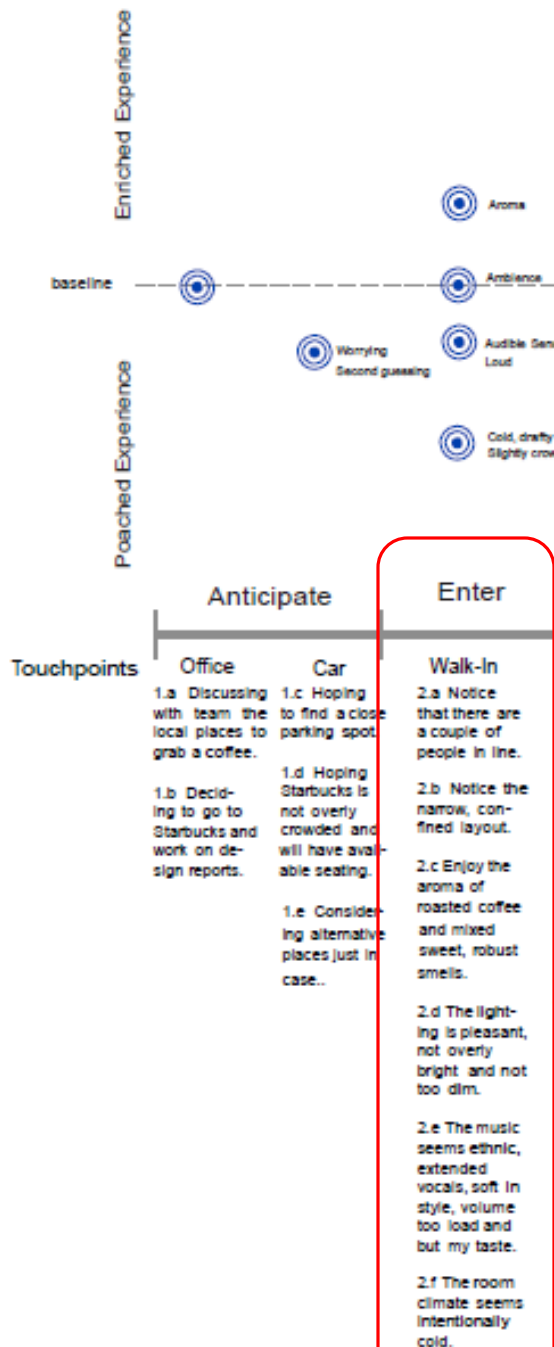 Enriched Experience
Aroma
baseline
Ambience
Audible Sen
Loud
Worrying
Second guessing
Cold, drafty
Slightly crow
Poached Experience
Anticipate
Enter
Touchpoints
Office
1.a Discussing
with team the
local places to
grab a coffee.
1.b Decid-
ing to go to
Starbucks and
work on de-
sign reports.
Car
1.c Hoping
to find a close
parking spot.
1.d Hoping
Starbucks is
not overly
crowded and
will have avail-
able seating.
1.e Consider-
ing alternative
places just in
case..
Walk-In
2.a Notice
that there are
a couple of
people in line.
2.b Notice the
narrow, con-
fined layout.
2.c Enjoy the
aroma of
roasted coffee
and mixed
sweet, robust
smells.
2.d The light-
ing is pleasant,
not overly
bright and not
too dim.
2.e The music
seems ethnic,
extended
vocals, soft in
style, volume
too load and
but my taste.
2.f The room
climate seems
intentionally
cold.